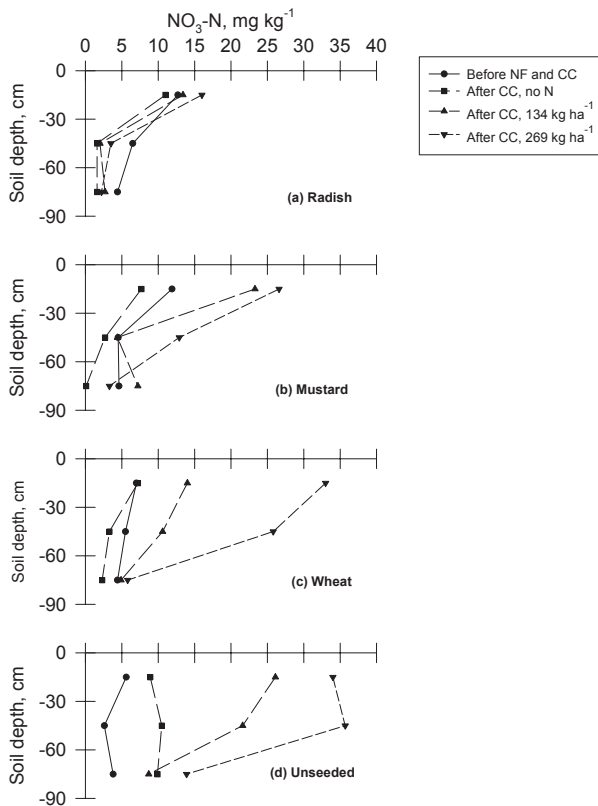 NO₃-N, mg kg⁻¹
0 5 10 15 20 25 30 35 40
0
-30
-60
-90
Soil depth, cm
(a) Radish
Before NF and CC
After CC, no N
After CC, 134 kg ha⁻¹
After CC, 269 kg ha⁻¹
0
-30
-60
-90
Soil depth, cm
(b) Mustard
0
-30
-60
-90
Soil depth, cm
(c) Wheat
0
-30
-60
-90
Soil depth, cm
(d) Unseeded